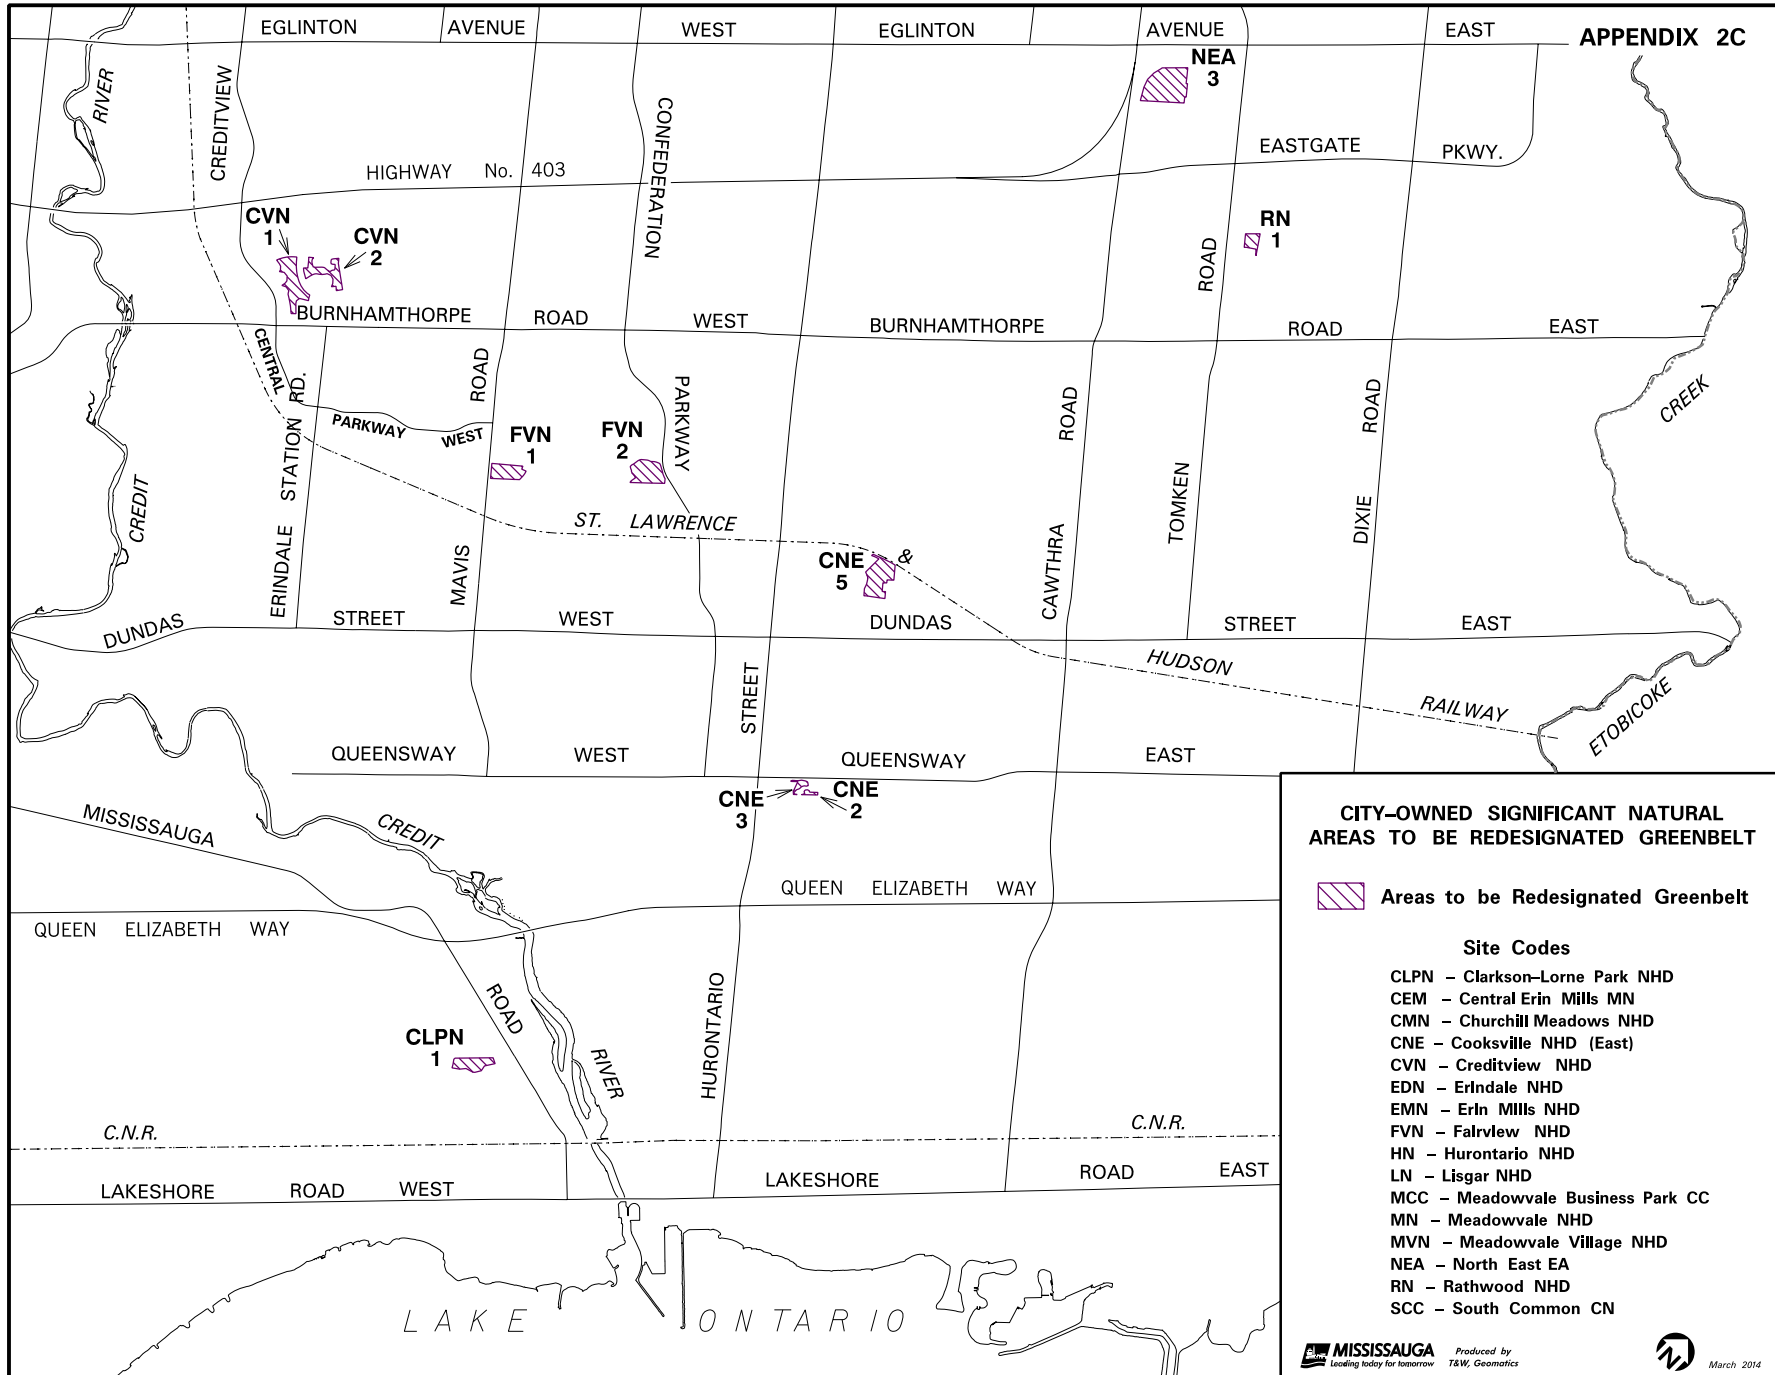 EGLINTON AVENUE WEST EGLINTON AVENUE EAST
APPENDIX 2C
RIVER
CREDITVIEW
CONFEDERATION
NEA
3
HIGHWAY No. 403
EASTGATE PKWY.
CVN
1
CVN
2
RN
1
ROAD
BURNHAMTHORPE ROAD WEST BURNHAMTHORPE ROAD EAST
CENTRAL
PARKWAY WEST
ROAD
PARKWAY
ROAD
ROAD
CREEK
FVN
1
FVN
2
CREDIT
ERINDALE STATION RD.
MAVIS
ST. LAWRENCE &
CNE
5
CAWTHRA
TOMKEN
DIXIE
DUNDAS STREET WEST DUNDAS STREET EAST
HUDSON RAILWAY
STREET
ETOBICOKE
QUEENSWAY WEST QUEENSWAY EAST
CNE
3
CNE
2
MISSISSAUGA
CREDIT
QUEEN ELIZABETH WAY
QUEEN ELIZABETH WAY
ROAD
HURONTARIO
CLPN
1
RIVER
C.N.R. C.N.R.
LAKESHORE ROAD WEST LAKESHORE ROAD EAST
LAKE ONTARIO
CITY–OWNED SIGNIFICANT NATURAL
AREAS TO BE REDESIGNATED GREENBELT
Areas to be Redesignated Greenbelt
Site Codes
CLPN – Clarkson–Lorne Park NHD
CEM – Central Erin Mills MN
CMN – Churchill Meadows NHD
CNE – Cooksville NHD (East)
CVN – Creditview NHD
EDN – Erindale NHD
EMN – Erin Mills NHD
FVN – Fairview NHD
HN – Hurontario NHD
LN – Lisgar NHD
MCC – Meadowvale Business Park CC
MN – Meadowvale NHD
MVN – Meadowvale Village NHD
NEA – North East EA
RN – Rathwood NHD
SCC – South Common CN
MISSISSAUGA
Leading today for tomorrow
Produced by
T&W, Geomatics
March 2014